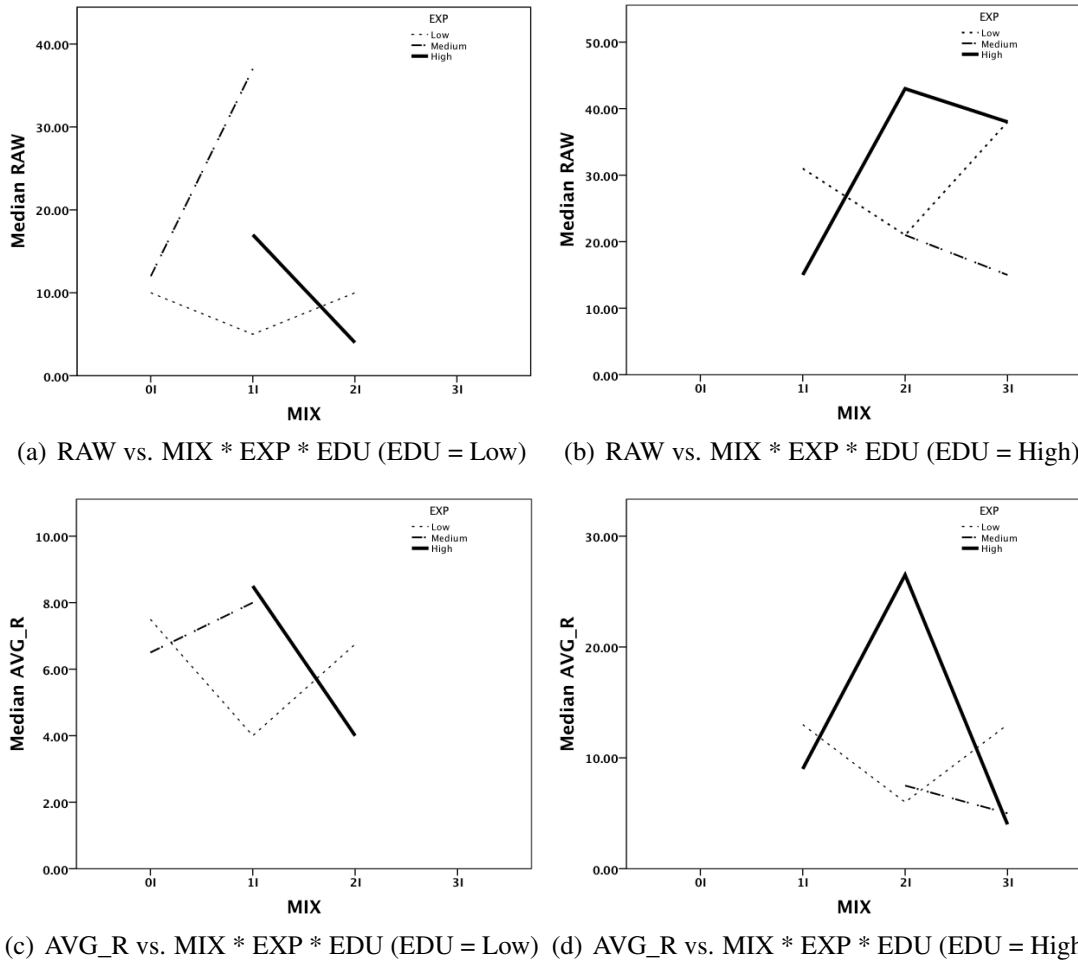 EXP
Low
Medium
High
40.00
30.00
20.00
10.00
0.00
Median RAW
0I 1I 2I 3I
MIX
(a) RAW vs. MIX * EXP * EDU (EDU = Low)
EXP
Low
Medium
High
50.00
40.00
30.00
20.00
10.00
0.00
Median RAW
0I 1I 2I 3I
MIX
(b) RAW vs. MIX * EXP * EDU (EDU = High)
EXP
Low
Medium
High
10.00
8.00
6.00
4.00
2.00
0.00
Median AVG_R
0I 1I 2I 3I
MIX
(c) AVG_R vs. MIX * EXP * EDU (EDU = Low)
EXP
Low
Medium
High
30.00
20.00
10.00
0.00
Median AVG_R
0I 1I 2I 3I
MIX
(d) AVG_R vs. MIX * EXP * EDU (EDU = High